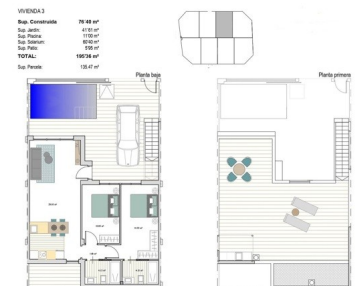 VIVIENDA 3
Sup. Construida 76'40 m²
Sup. Jardín: 41'61 m²
Sup. Piscina: 11'00 m²
Sup. Solarium: 60'40 m²
Sup. Patio: 5'95 m²
TOTAL: 195'36 m²
Sup. Parcela: 139,47 m²
Planta baja
Planta primera